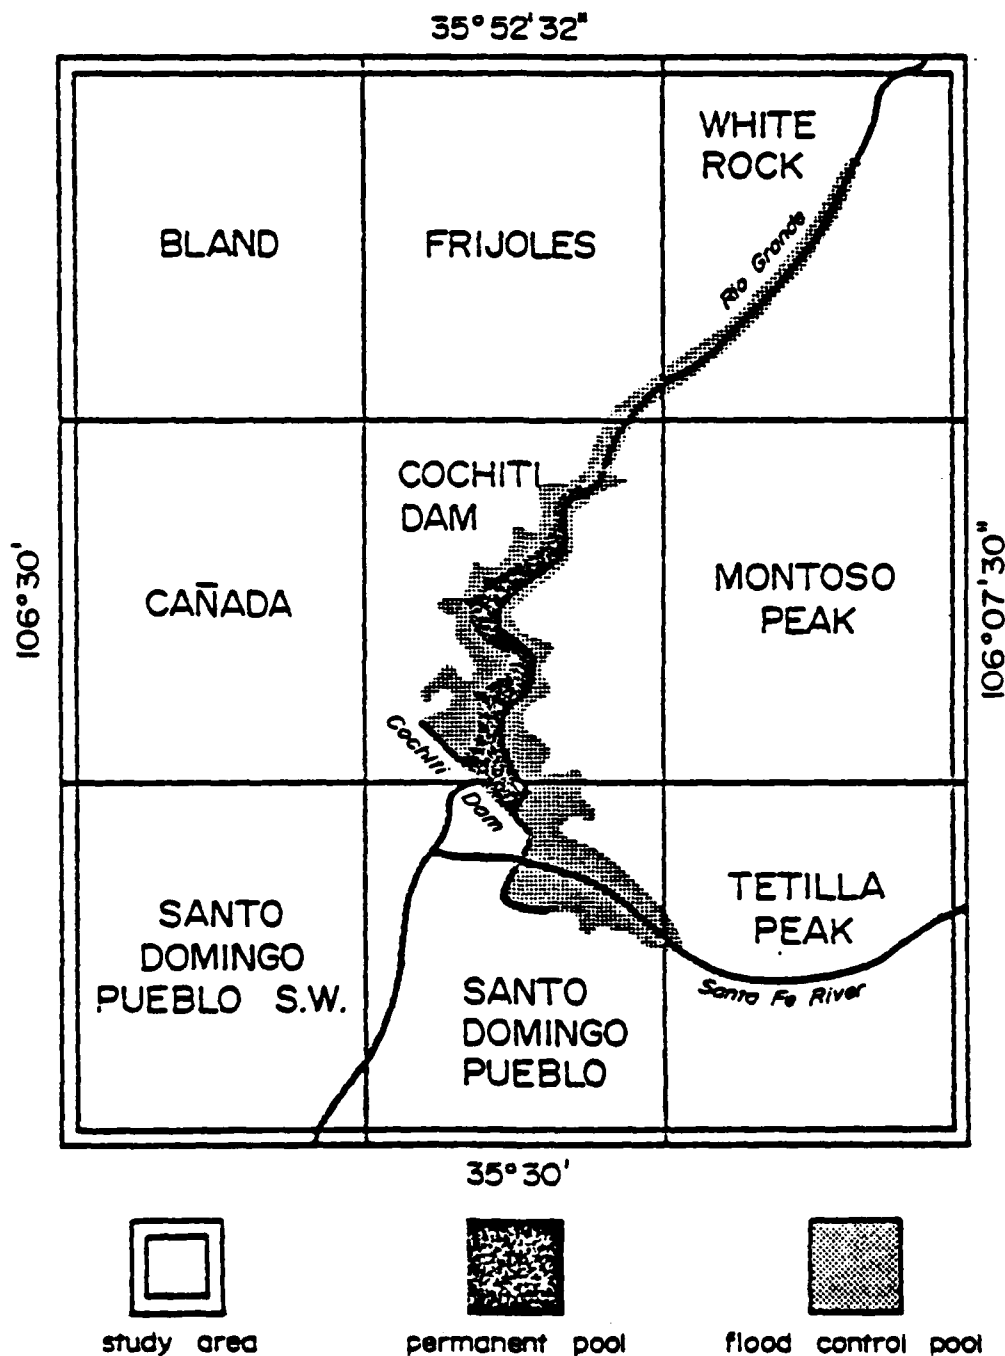 35° 52' 32"
WHITE
ROCK
BLAND
FRIJOLES
Rio Grande
COCHITI
DAM
106° 30'
CAÑADA
MONTOSO
PEAK
106° 07' 30"
Cochiti
Dam
TETILLA
PEAK
SANTO
DOMINGO
PUEBLO S.W.
SANTO
DOMINGO
PUEBLO
Santa Fe River
35° 30'
study area
permanent pool
flood control pool